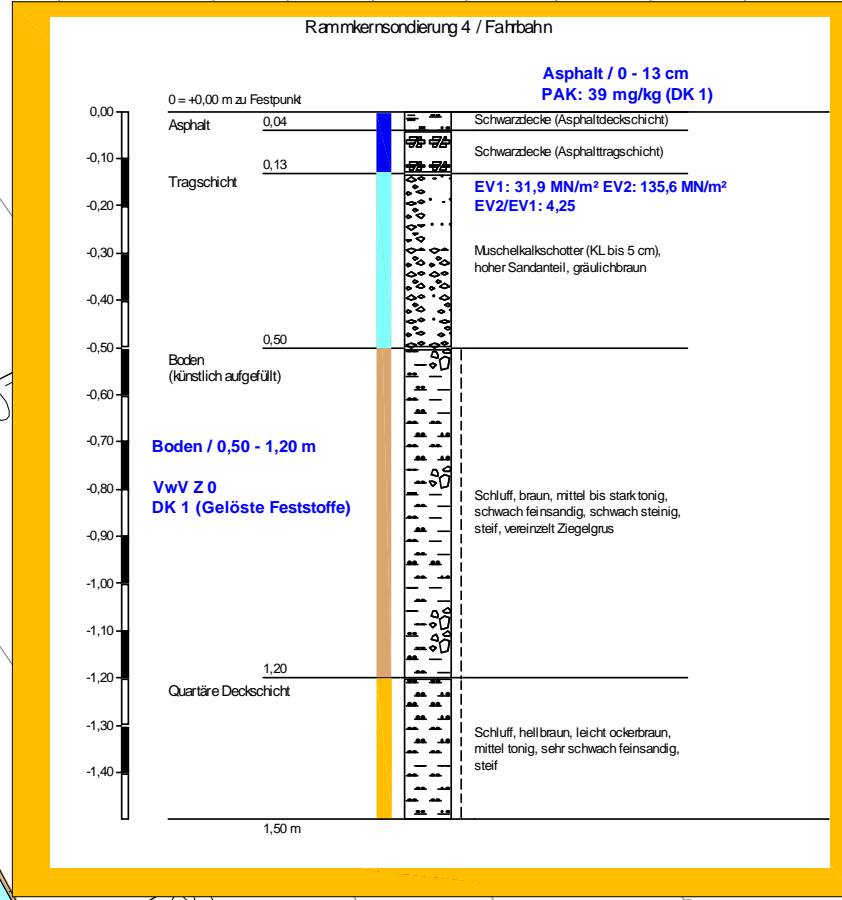 Rammkernsondierung 4 / Fahrbahn
Asphalt / 0 - 13 cm
PAK: 39 mg/kg (DK 1)
0 = +0,00 m zu Festpunkt
0,00
Asphalt
0,04
Schwarzdecke (Asphaltdeckschicht)
-0,10
Schwarzdecke (Asphalttragschicht)
0,13
Tragschicht
EV1: 31,9 MN/m² EV2: 135,6 MN/m²
EV2/EV1: 4,25
-0,20
-0,30
Muschelkalkschotter (KL bis 5 cm),
hoher Sandanteil, gräulichbraun
-0,40
0,50
-0,50
Boden
(künstlich aufgefüllt)
-0,60
-0,70
Boden / 0,50 - 1,20 m
-0,80
VwV Z 0
DK 1 (Gelöste Feststoffe)
Schluff, braun, mittel bis stark tonig,
schwach feinsandig, schwach steinig,
steif, vereinzelt Ziegelgrus
-0,90
-1,00
-1,10
1,20
-1,20
Quartäre Deckschicht
-1,30
Schluff, hellbraun, leicht ockerbraun,
mittel tonig, sehr schwach feinsandig,
steif
-1,40
1,50 m